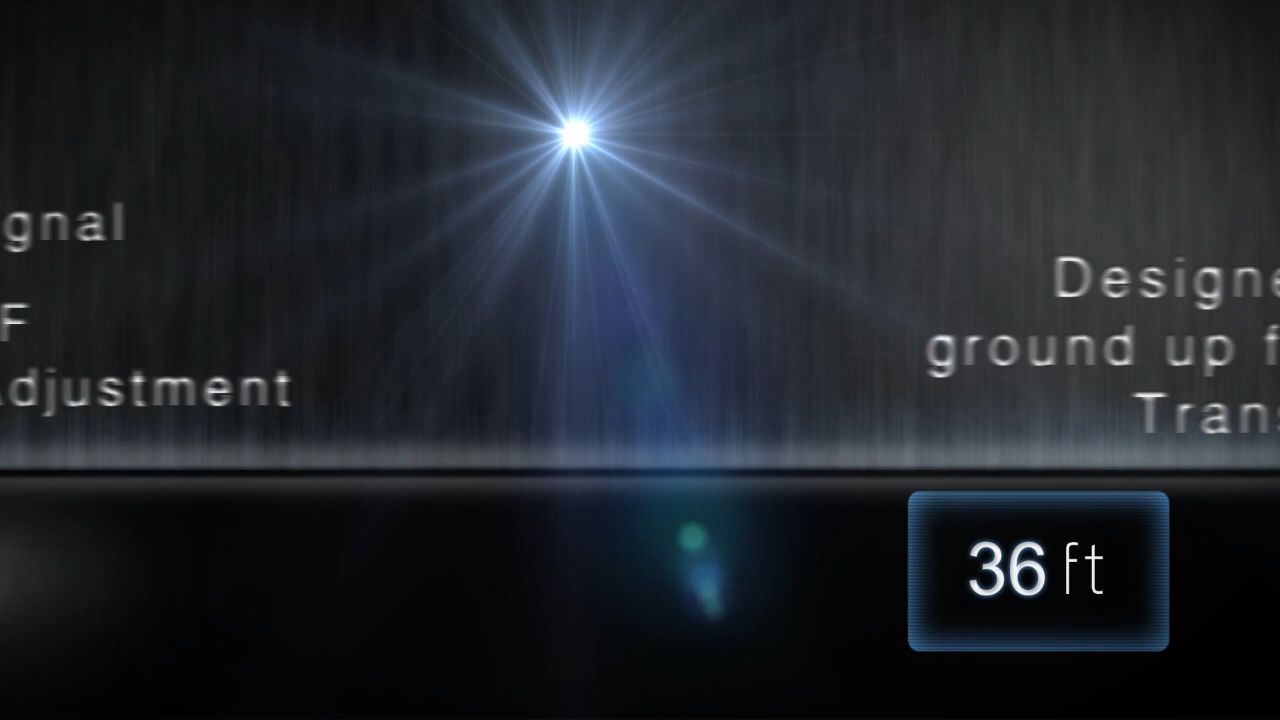 gnal
F
djustment
Designe
ground up f
Trans
36 ft